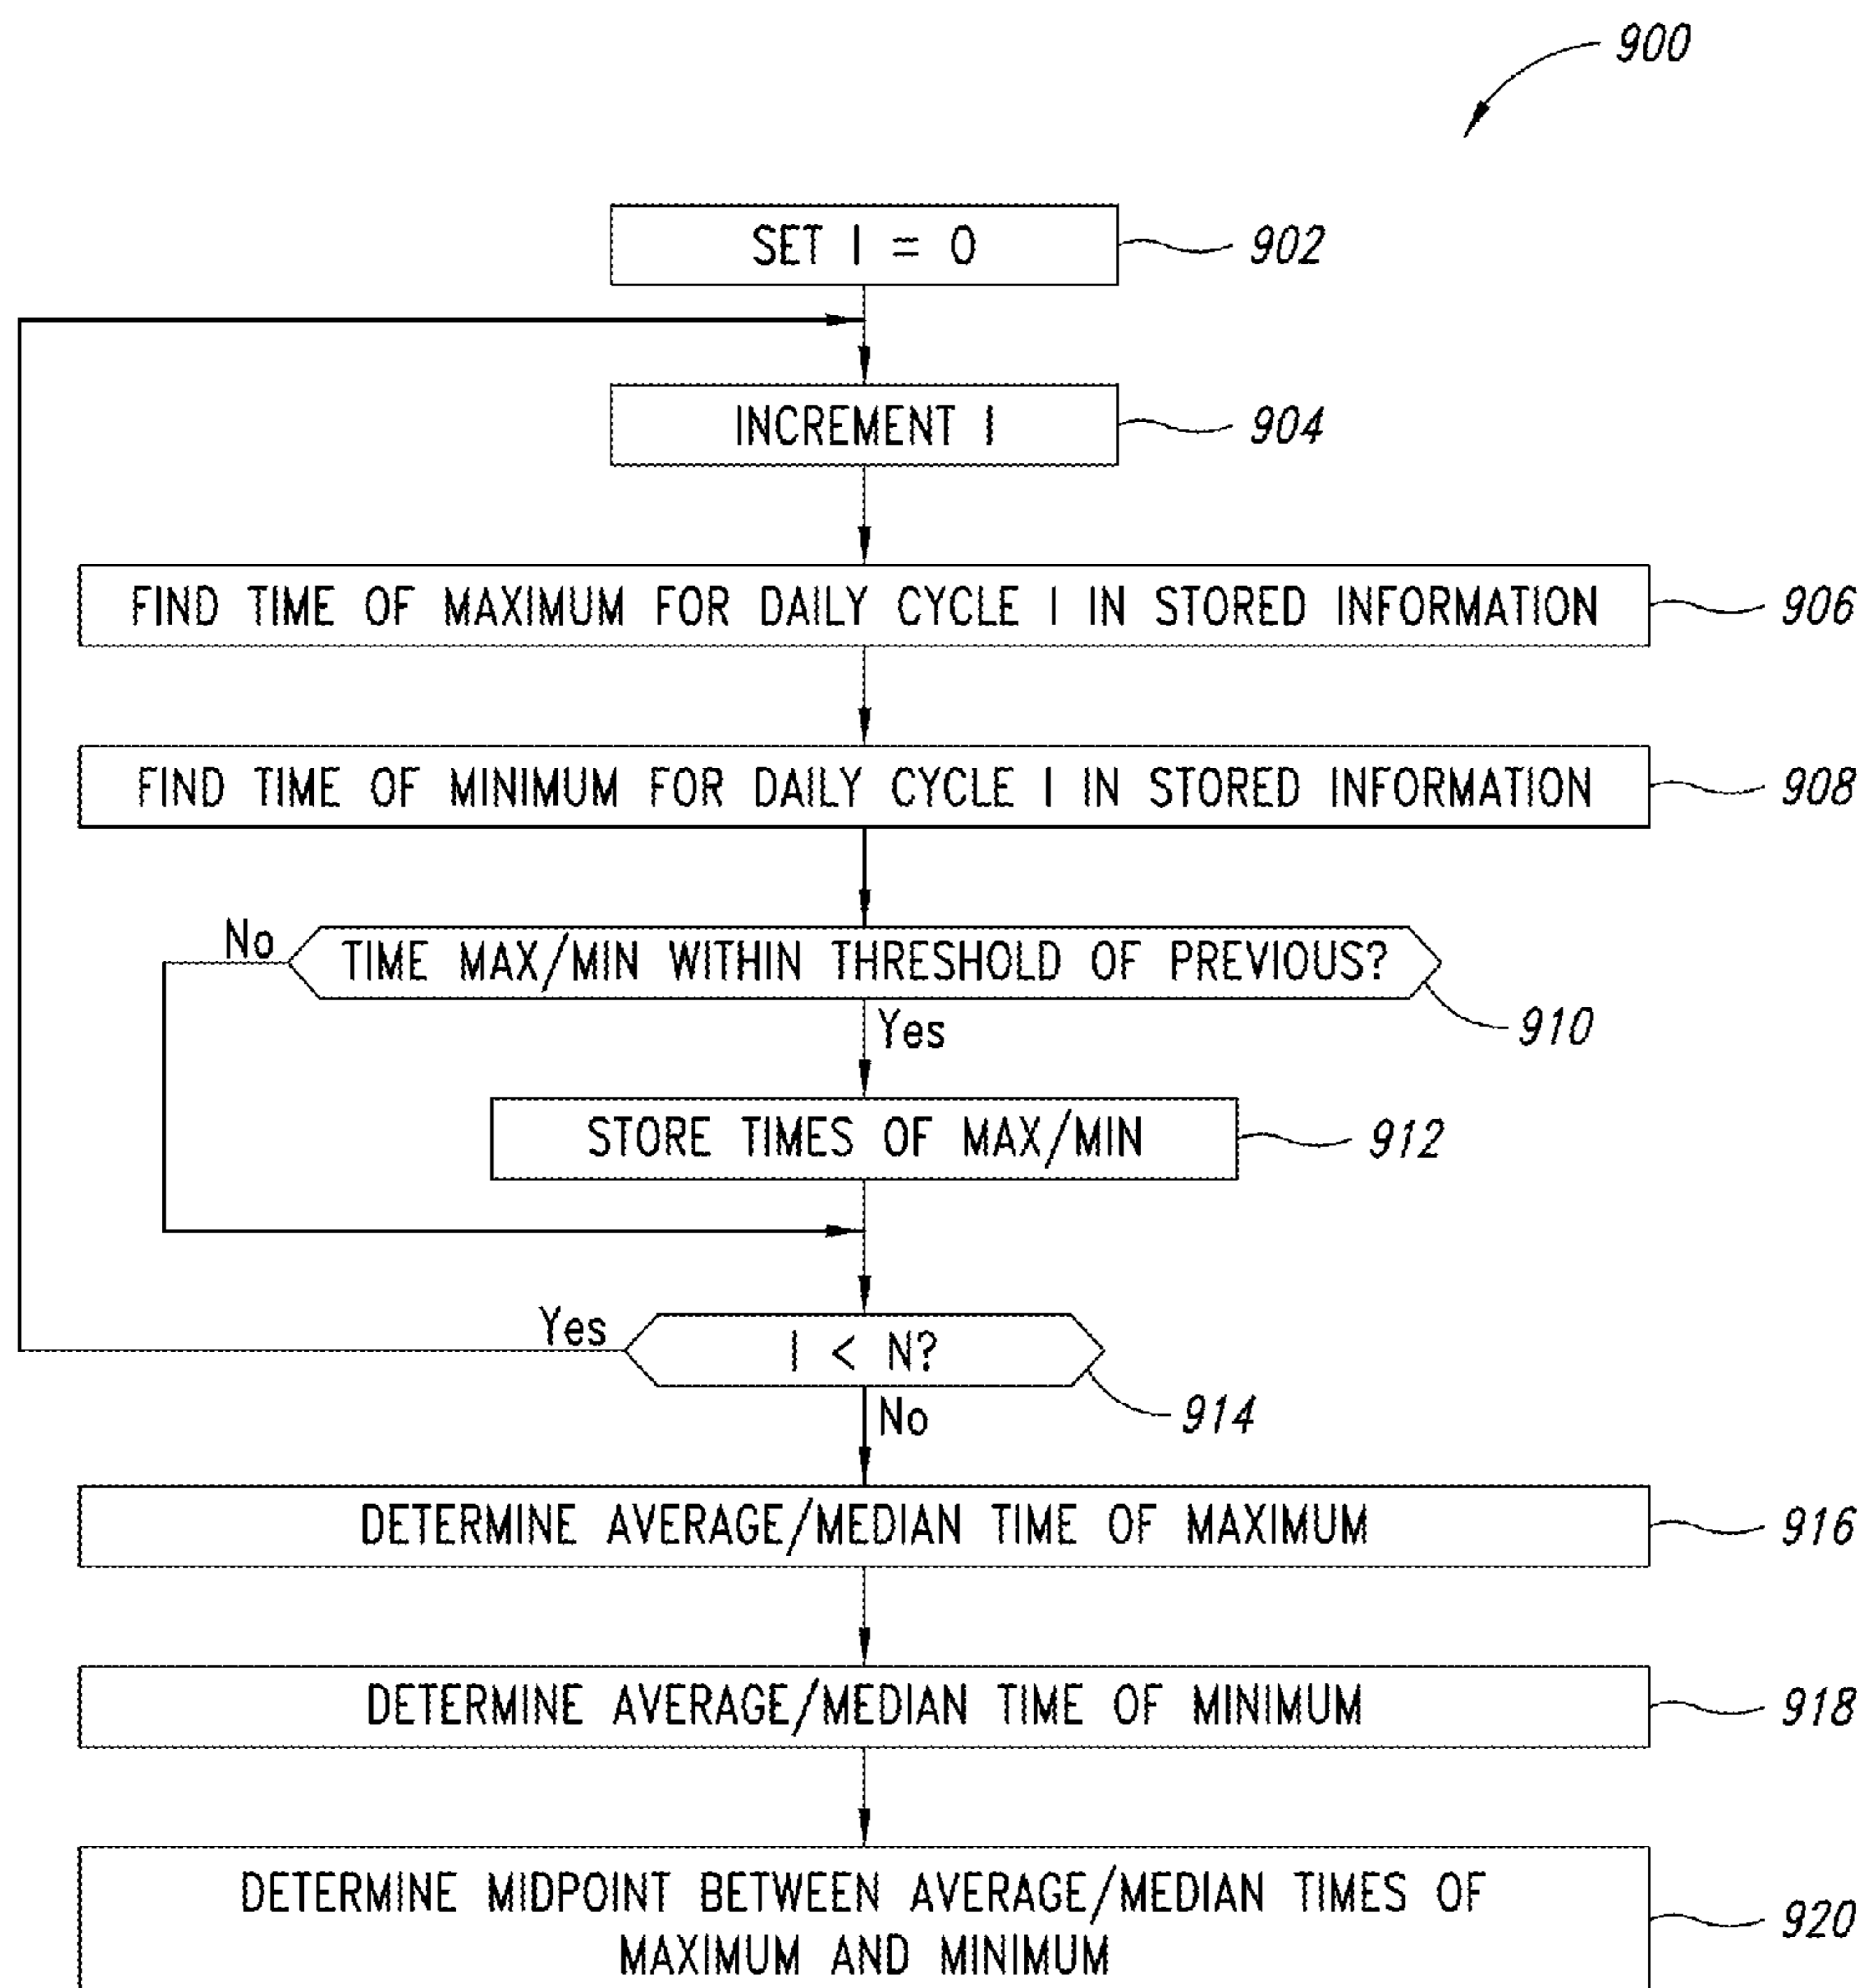 900
SET I = 0
902
INCREMENT I
904
FIND TIME OF MAXIMUM FOR DAILY CYCLE I IN STORED INFORMATION
906
FIND TIME OF MINIMUM FOR DAILY CYCLE I IN STORED INFORMATION
908
No
TIME MAX/MIN WITHIN THRESHOLD OF PREVIOUS?
910
Yes
STORE TIMES OF MAX/MIN
912
Yes
I < N?
914
No
DETERMINE AVERAGE/MEDIAN TIME OF MAXIMUM
916
DETERMINE AVERAGE/MEDIAN TIME OF MINIMUM
918
DETERMINE MIDPOINT BETWEEN AVERAGE/MEDIAN TIMES OF
MAXIMUM AND MINIMUM
920